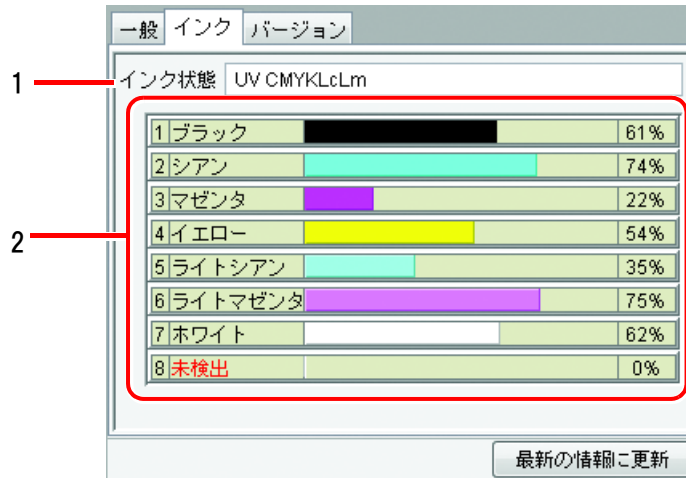 一般 インク バージョン
1 インク状態 UV CMYKLcLm
2
1 ブラック 61%
2 シアン 74%
3 マゼンタ 22%
4 イエロー 54%
5 ライトシアン 35%
6 ライトマゼンタ 75%
7 ホワイト 62%
8 未検出 0%
最新の情報に更新